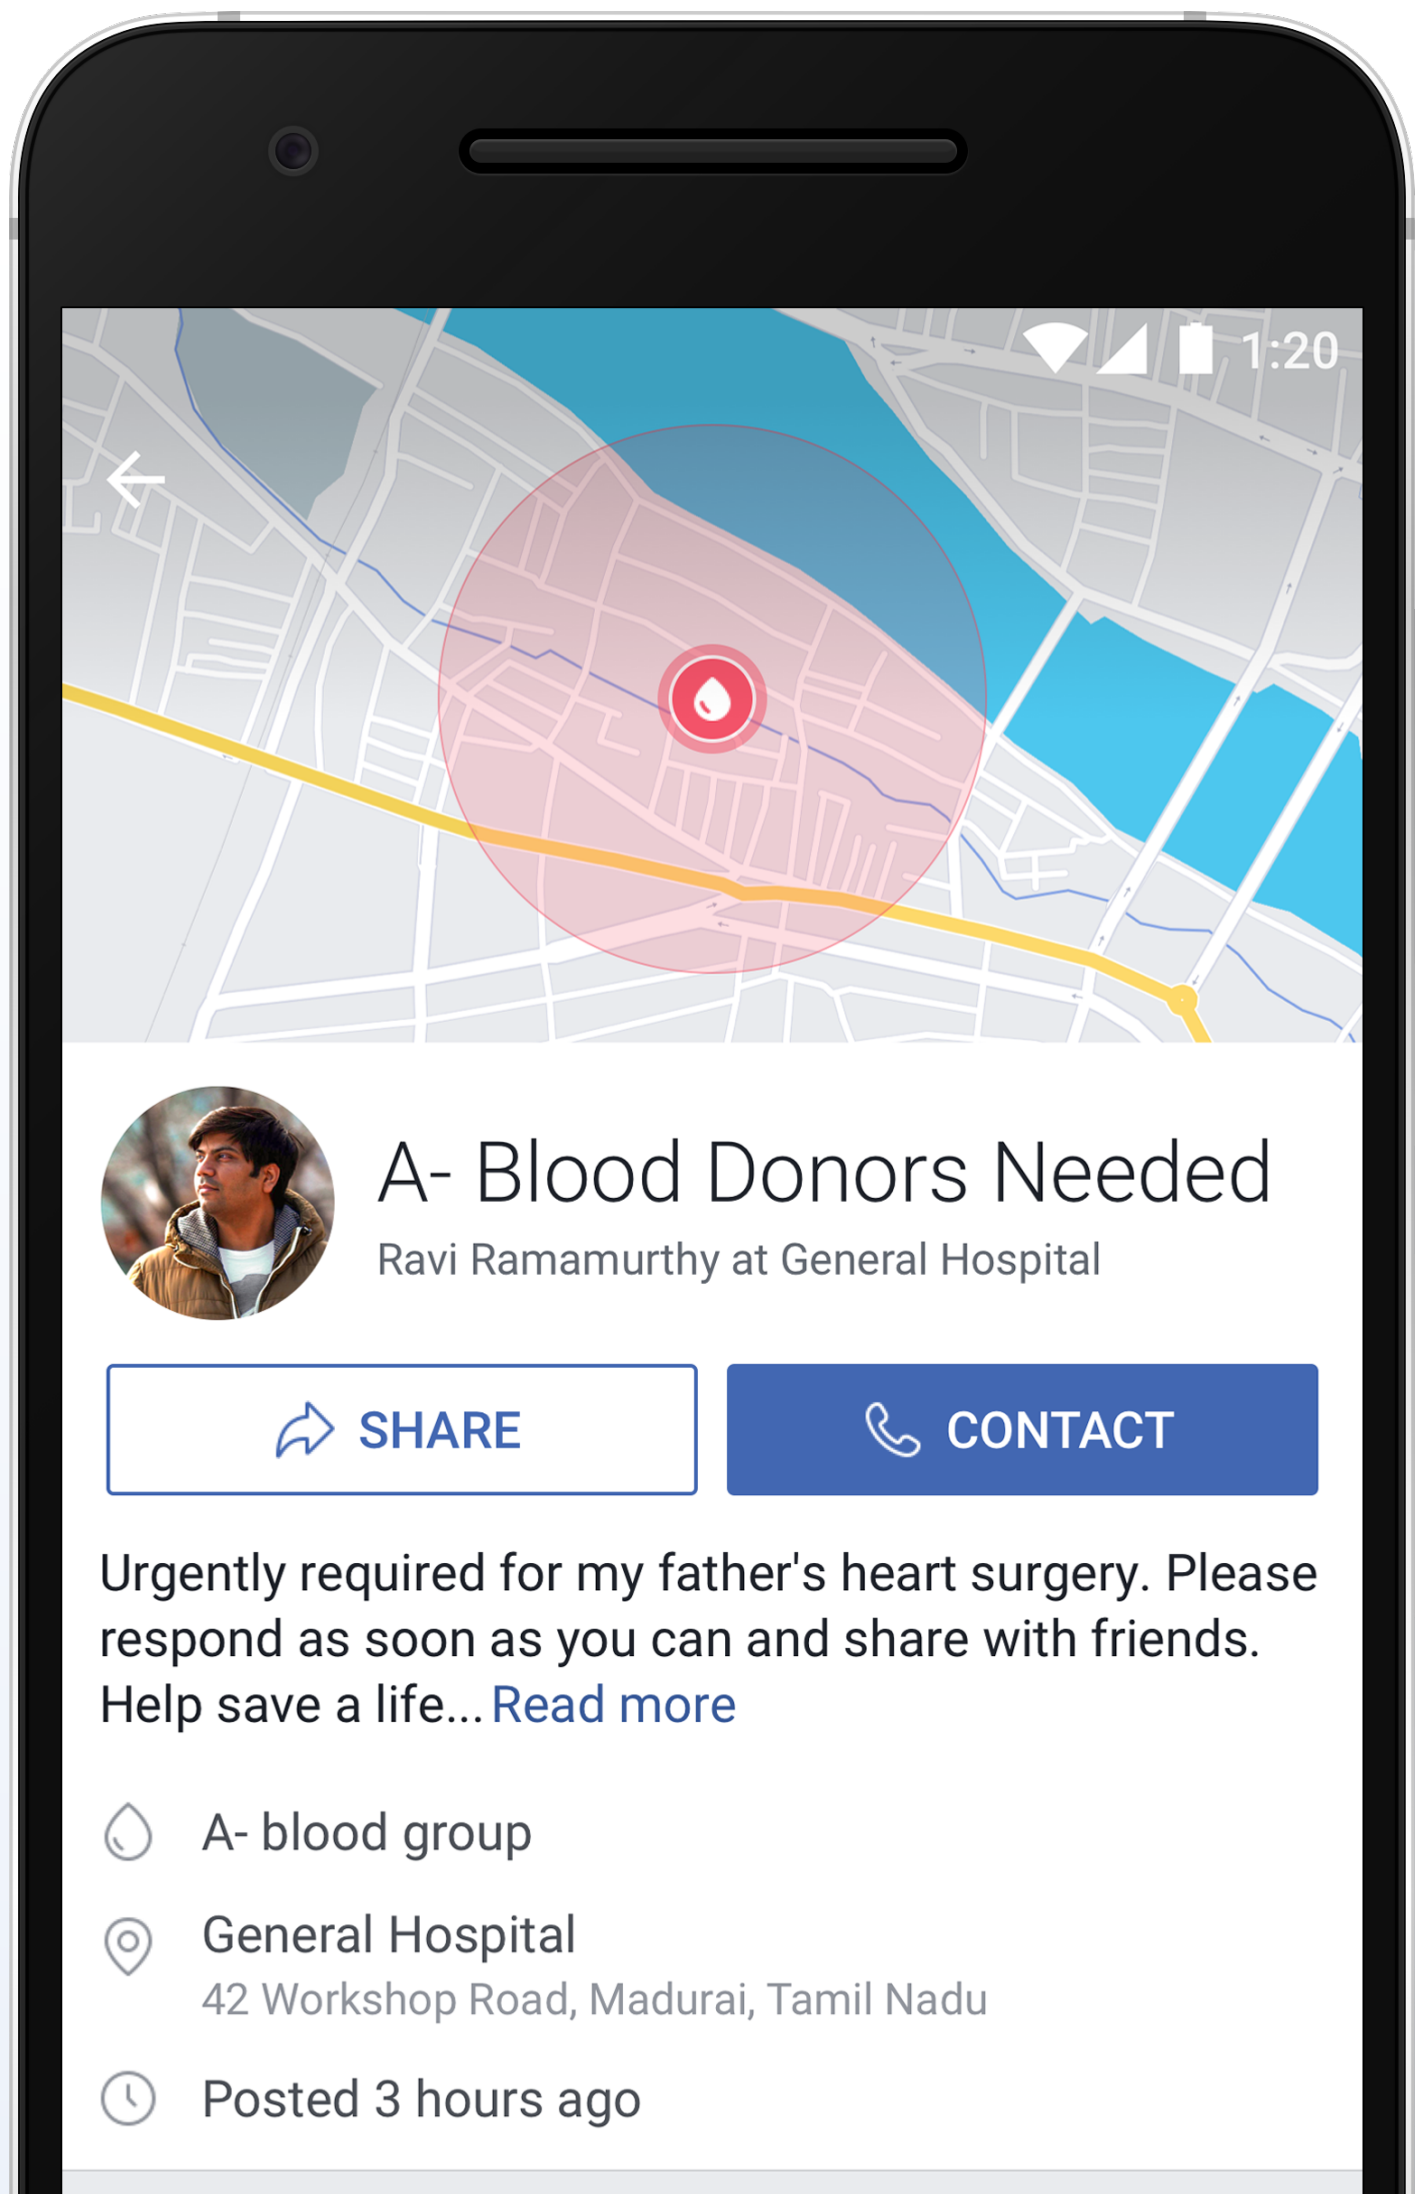 1:20
A- Blood Donors Needed
Ravi Ramamurthy at General Hospital
SHARE
CONTACT
Urgently required for my father's heart surgery. Please
respond as soon as you can and share with friends.
Help save a life... Read more
A- blood group
General Hospital
42 Workshop Road, Madurai, Tamil Nadu
Posted 3 hours ago